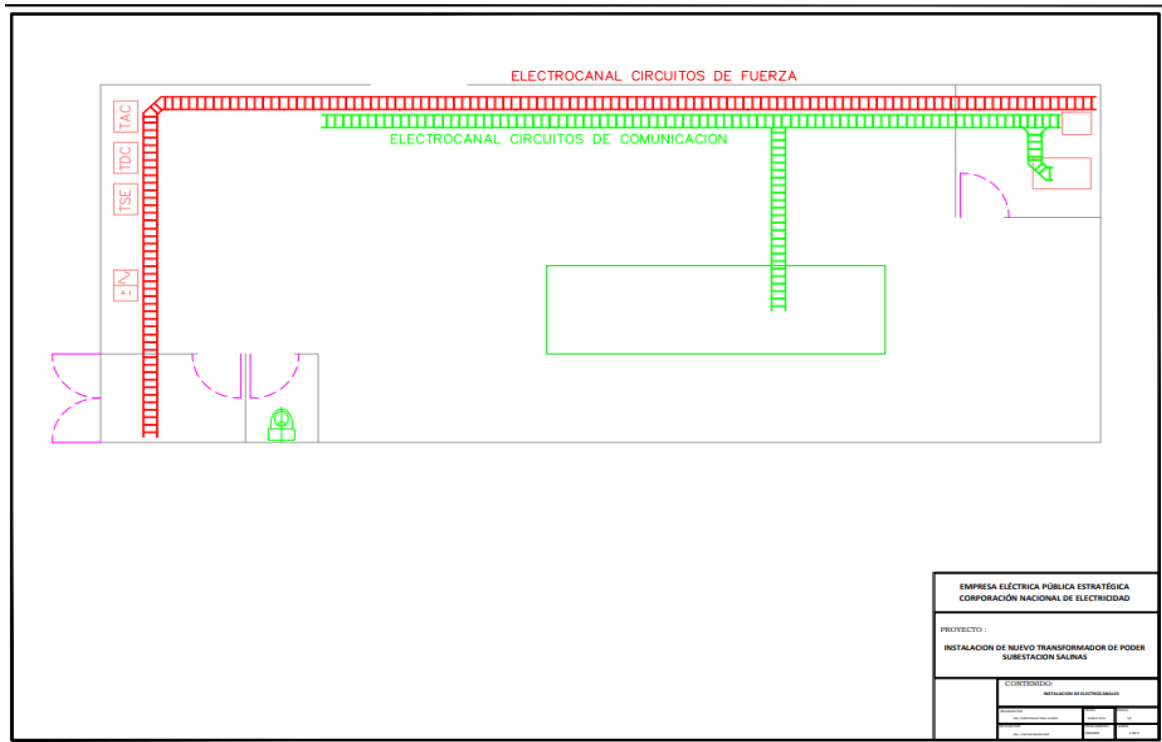 ELECTROCANAL CIRCUITOS DE FUERZA
ELECTROCANAL CIRCUITOS DE COMUNICACION
TAC
TDC
TSE
EMPRESA ELÉCTRICA PÚBLICA ESTRATÉGICA
CORPORACIÓN NACIONAL DE ELECTRICIDAD
PROYECTO :
INSTALACION DE NUEVO TRANSFORMADOR DE PODER
SUBESTACION SALINAS
CONTENIDO:
INSTALACION DE ELECTROCANALES